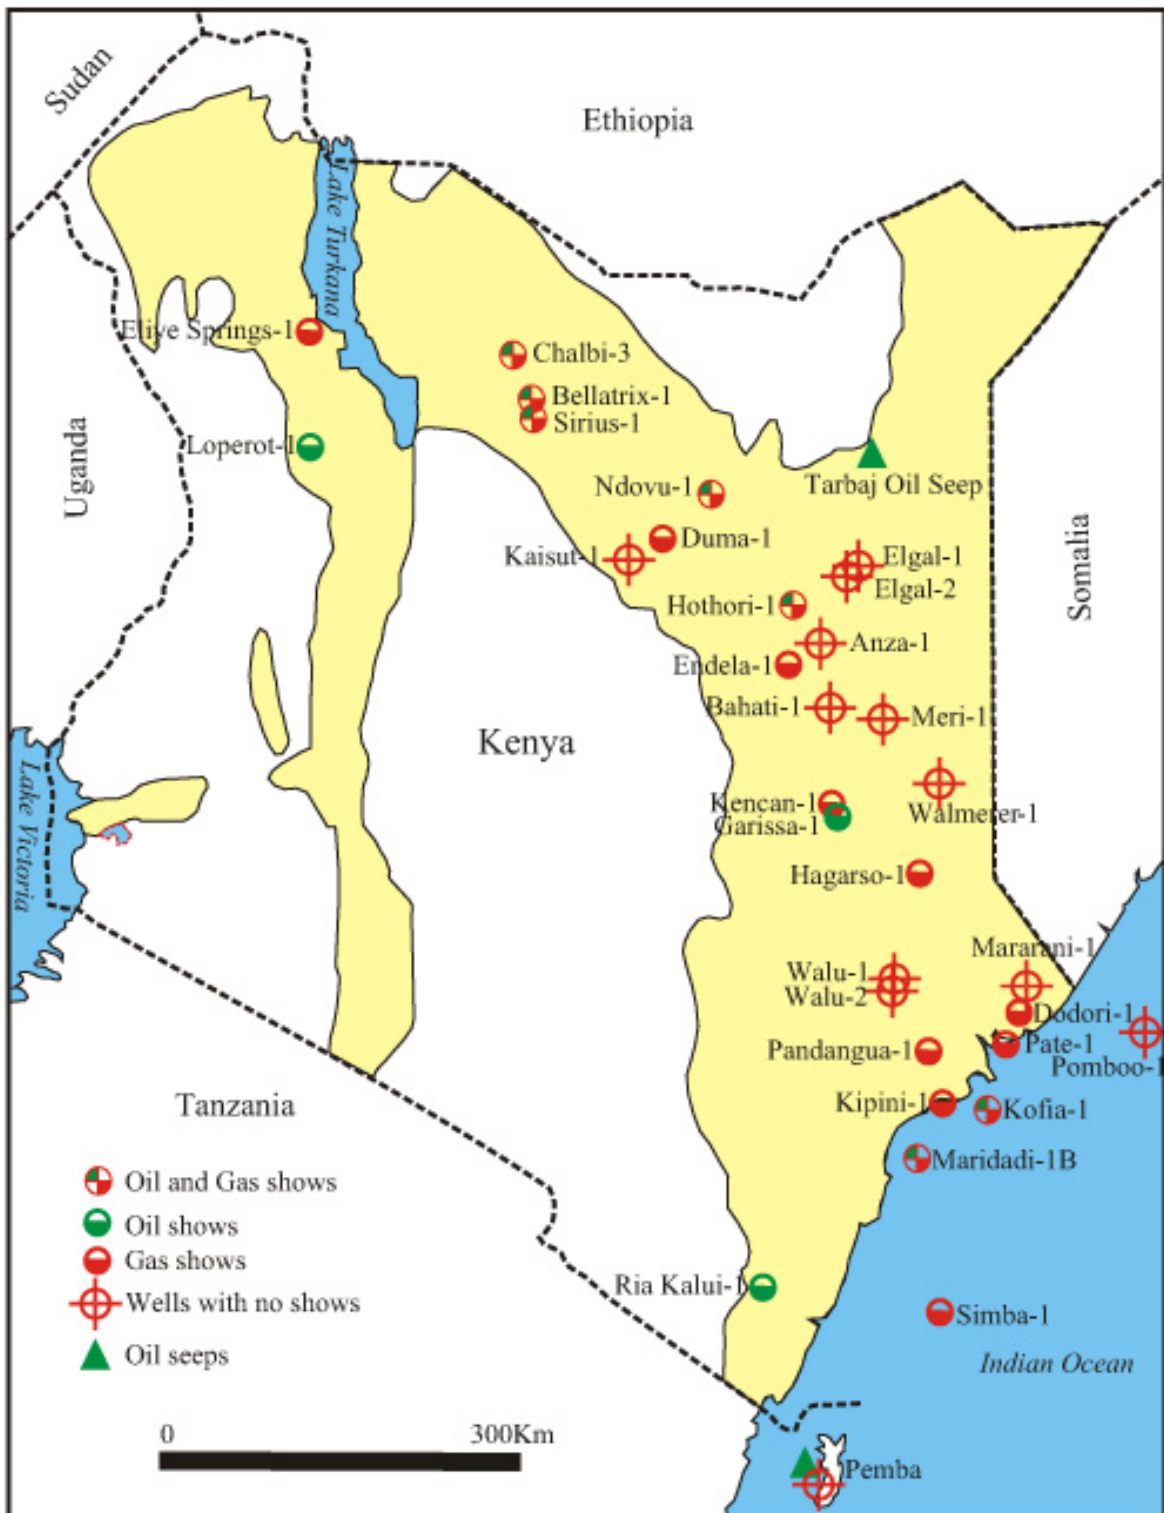 Sudan
Ethiopia
Lake Turkana
Eliye Springs-1
Chalbi-3
Bellatrix-1
Sirius-1
Uganda
Loperot-1
Ndovu-1
Tarbaj Oil Seep
Duma-1
Kaisut-1
Elgal-1
Elgal-2
Somalia
Hothori-1
Anza-1
Endela-1
Bahati-1
Meri-1
Kenya
Lake Victoria
Kencan-1
Garissa-1
Walmerer-1
Hagarso-1
Mararani-1
Walu-1
Walu-2
Dodori-1
Pate-1
Pomboo-1
Pandangua-1
Kipini-1
Kofia-1
Tanzania
Maridadi-1B
Oil and Gas shows
Oil shows
Gas shows
Wells with no shows
Oil seeps
Ria Kalui-1
Simba-1
Indian Ocean
0 300Km
Pemba